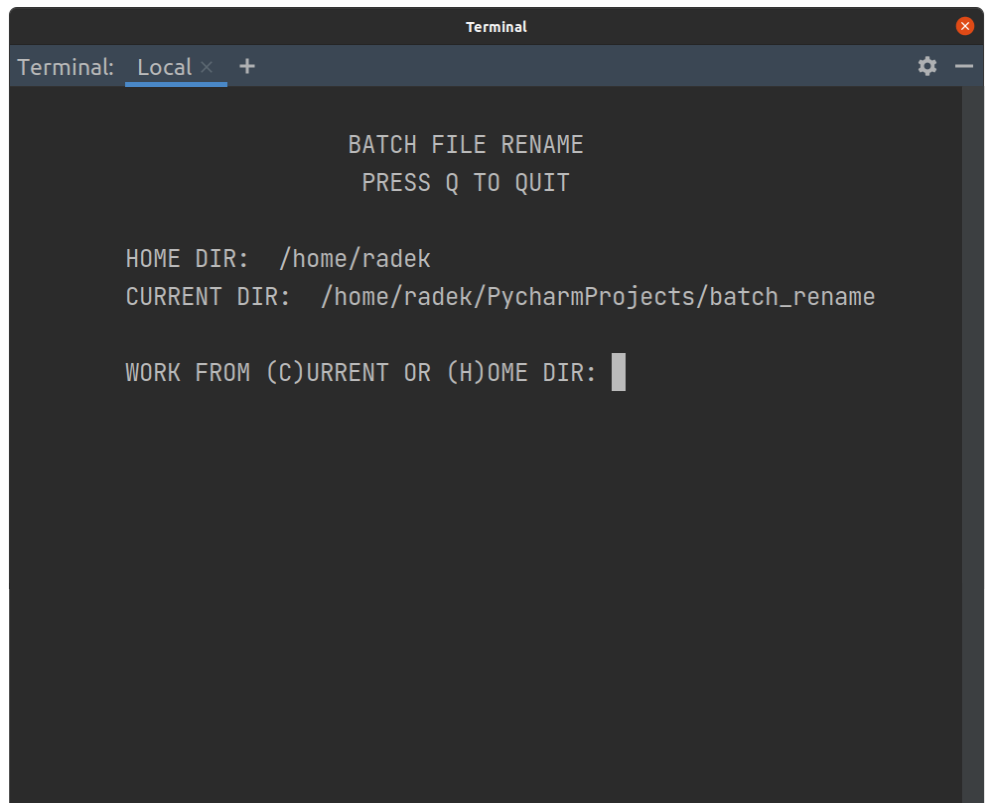 Terminal
Terminal: Local × +
BATCH FILE RENAME
PRESS Q TO QUIT
HOME DIR: /home/radek
CURRENT DIR: /home/radek/PycharmProjects/batch_rename
WORK FROM (C)URRENT OR (H)OME DIR: